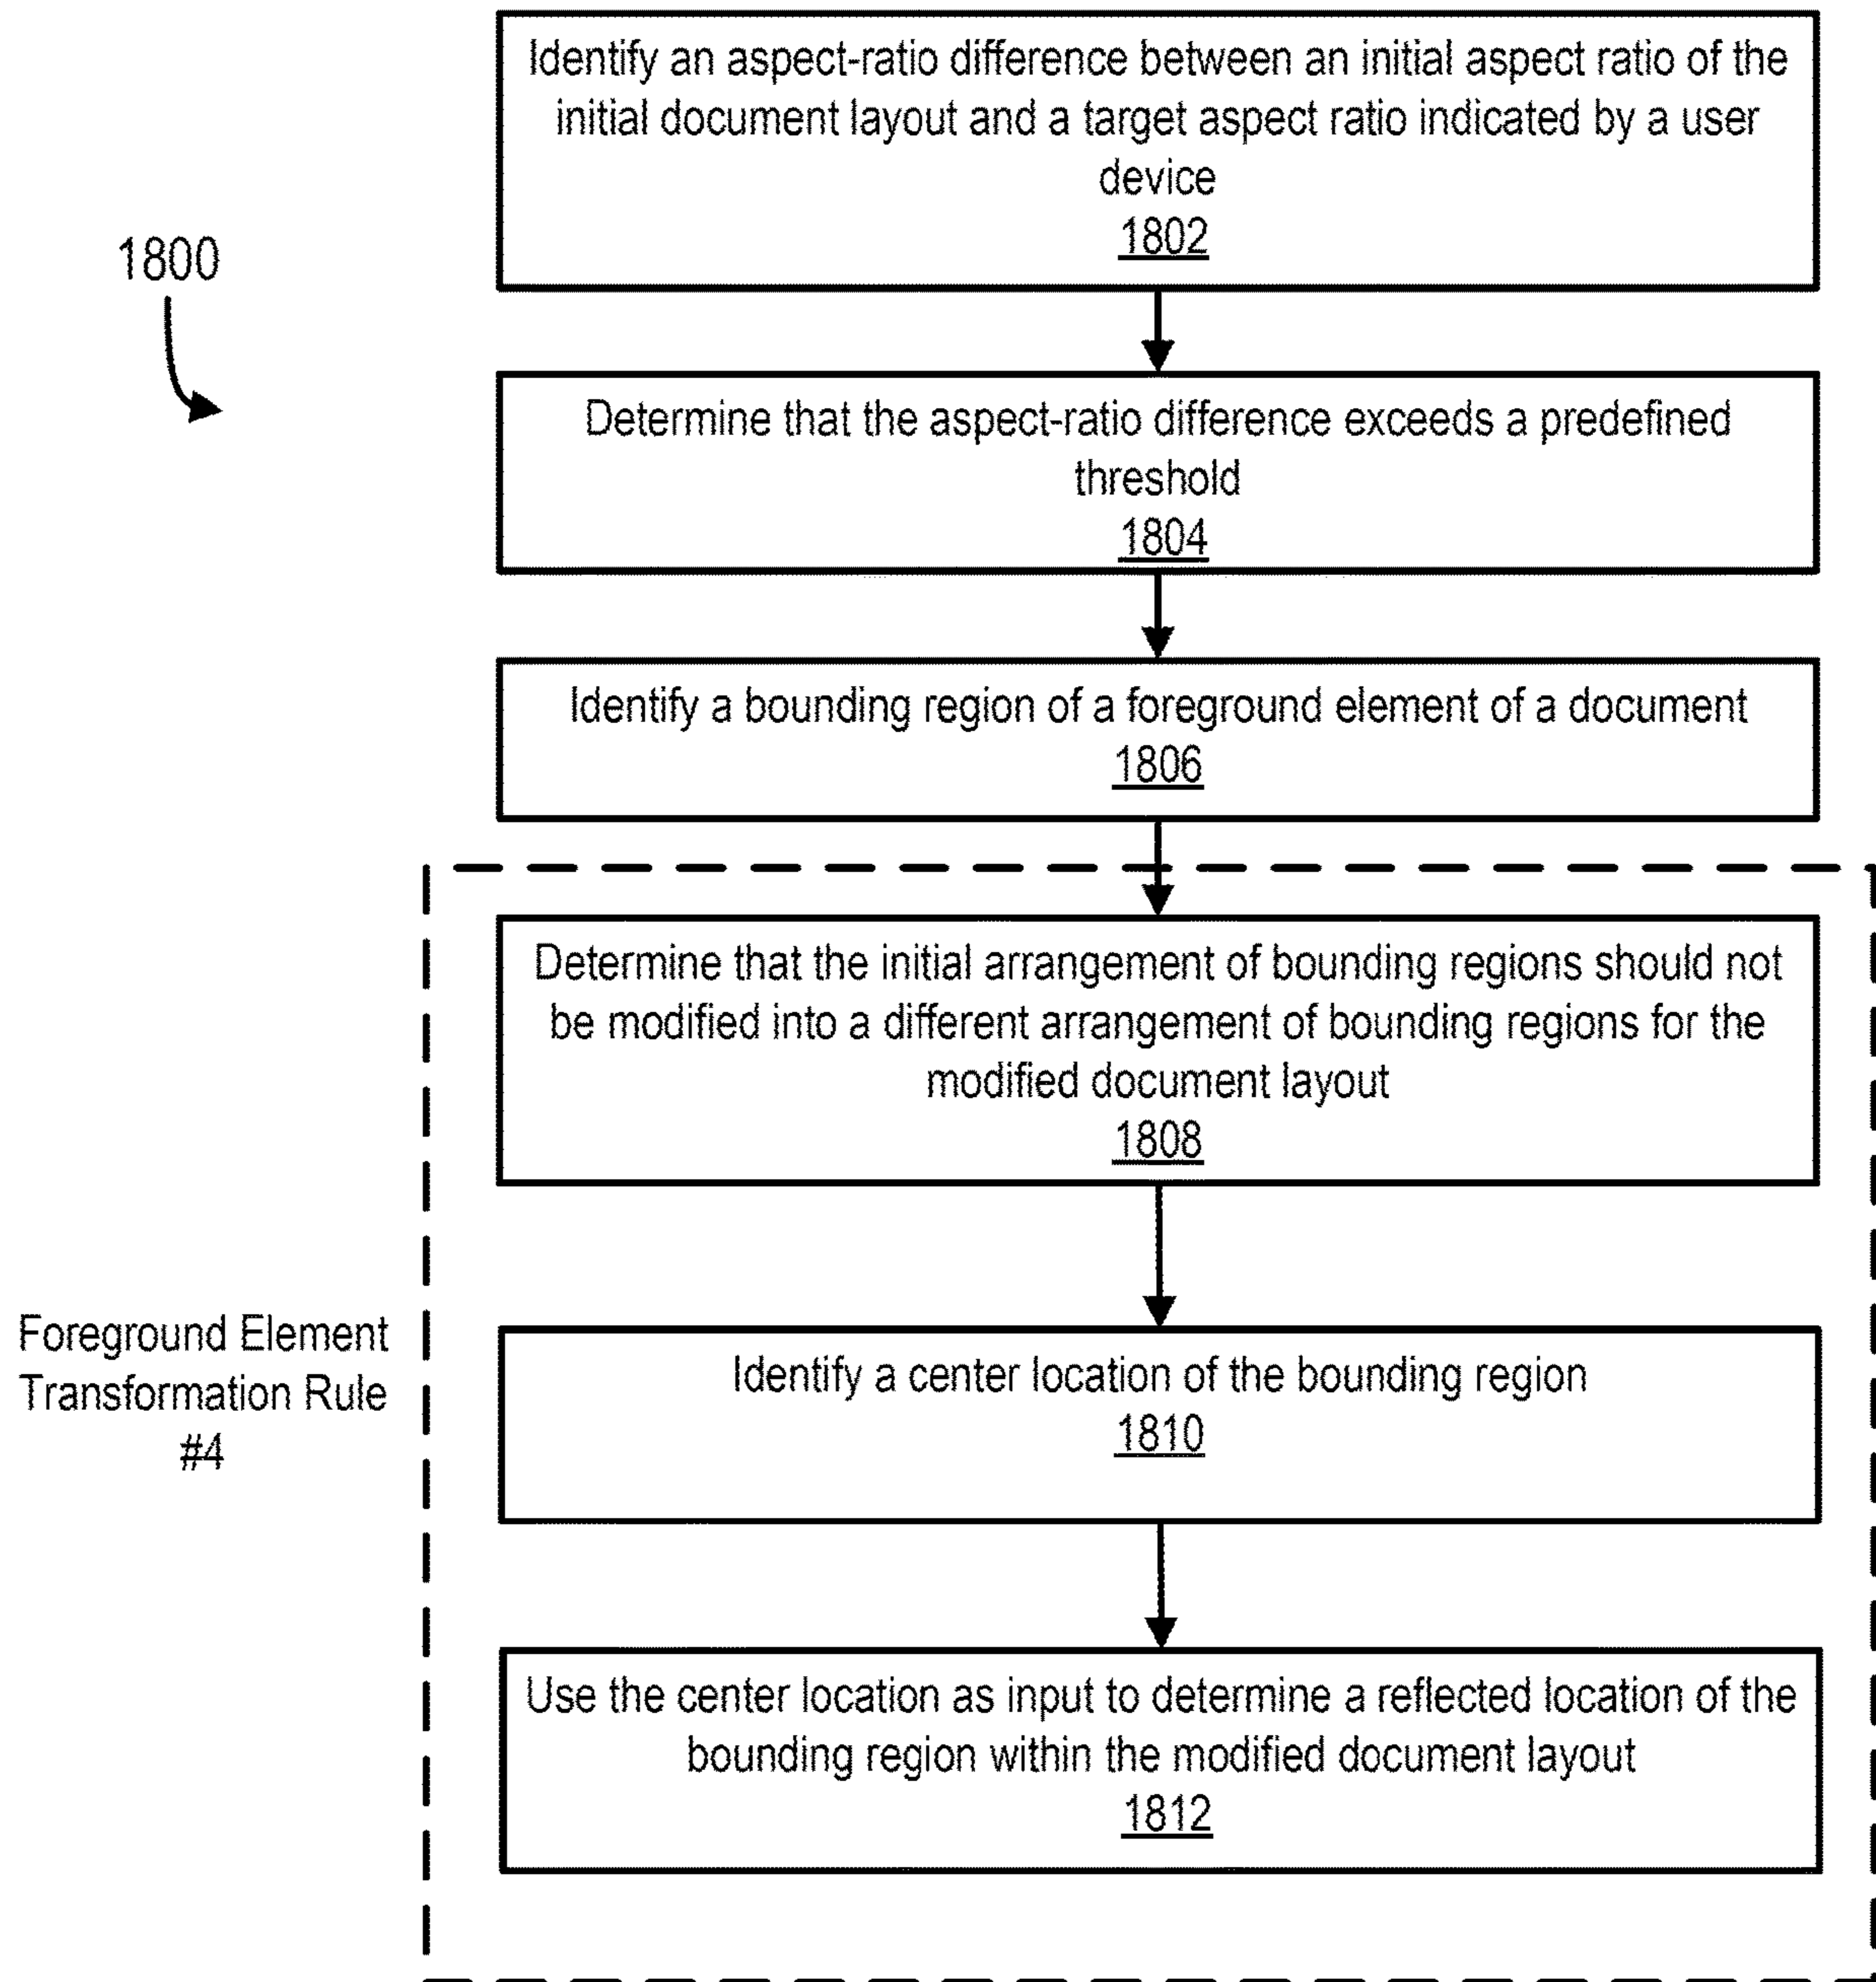 Identify an aspect-ratio difference between an initial aspect ratio of the
initial document layout and a target aspect ratio indicated by a user
device
1802
1800
Determine that the aspect-ratio difference exceeds a predefined
threshold
1804
Identify a bounding region of a foreground element of a document
1806
Determine that the initial arrangement of bounding regions should not
be modified into a different arrangement of bounding regions for the
modified document layout
1808
Foreground Element
Transformation Rule
#4
Identify a center location of the bounding region
1810
Use the center location as input to determine a reflected location of the
bounding region within the modified document layout
1812